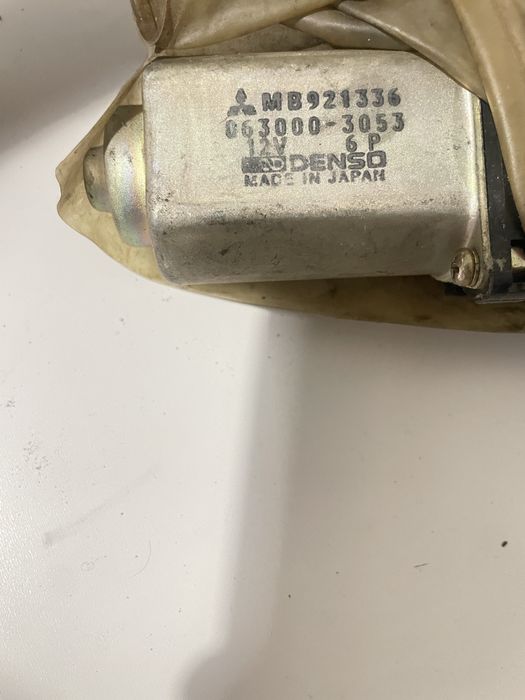 MB921336
063000-3053
12V 6P
DENSO
MADE IN JAPAN